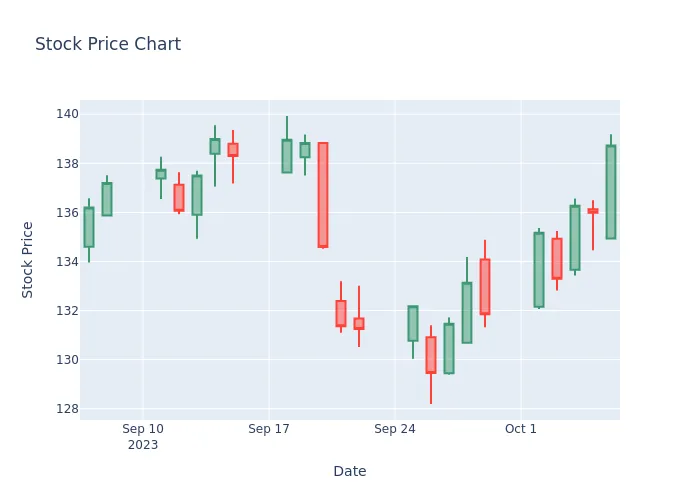 Stock Price Chart
140
138
136
134
132
130
128
Stock Price
Sep 10
2023
Sep 17
Sep 24
Oct 1
Date